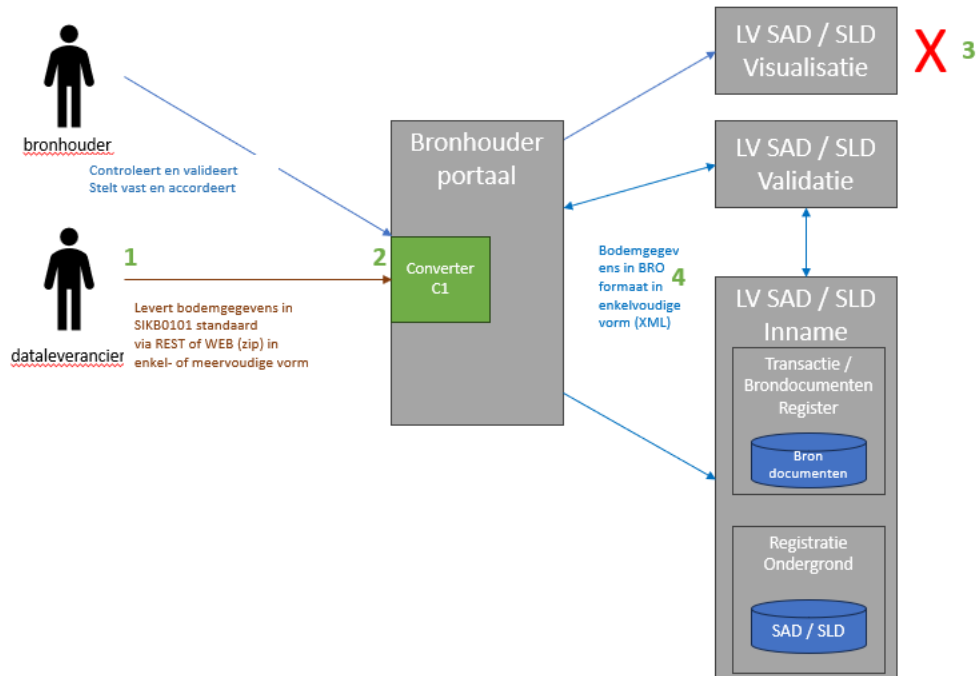 bronhouder
Controleert en valideert
Stelt vast en accordeert
dataleverancier
1
Levert bodemgegevens in
SIKB0101 standaard
via REST of WEB (zip) in
enkel- of meervoudige vorm
Bronhouder
portaal
2
Converter
C1
LV SAD / SLD
Visualisatie
X
3
LV SAD / SLD
Validatie
Bodemgegev
ens in BRO
formaat in
enkelvoudige
vorm (XML)
4
LV SAD / SLD
Inname
Transactie /
Brondocumenten
Register
Bron
documenten
Registratie
Ondergrond
SAD / SLD